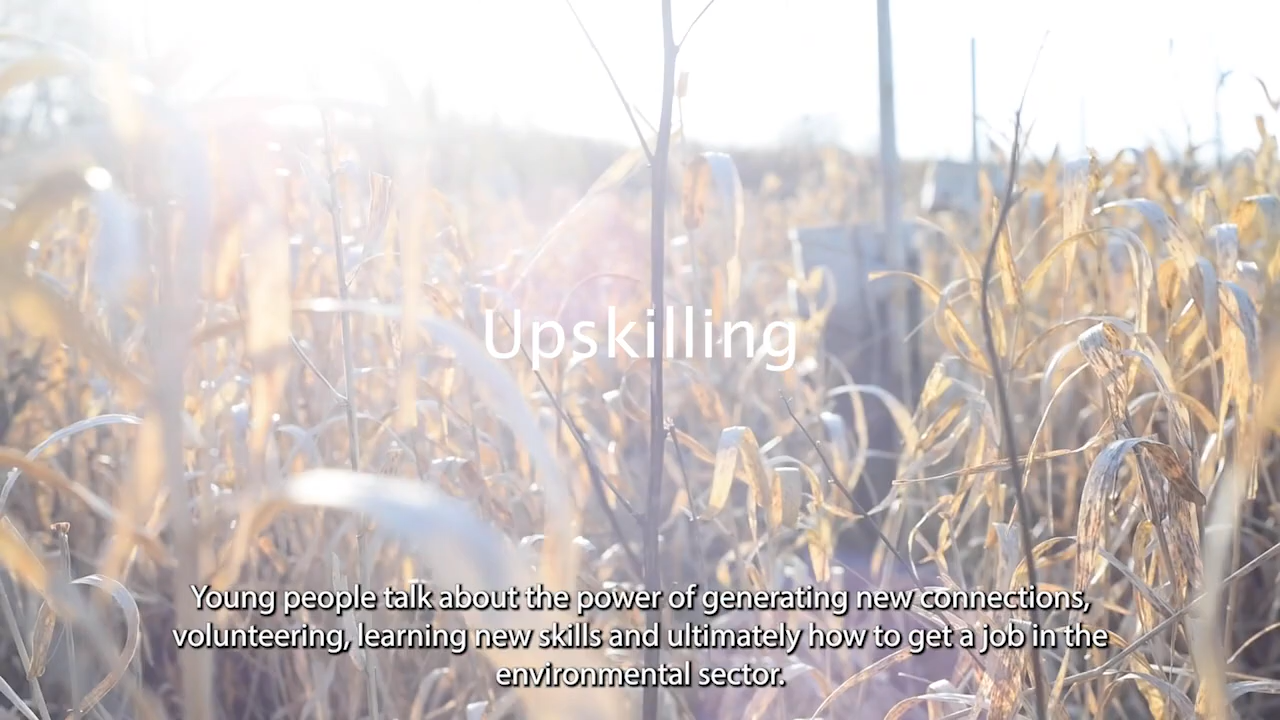 Upskilling
Young people talk about the power of generating new connections,
volunteering, learning new skills and ultimately how to get a job in the
environmental sector.